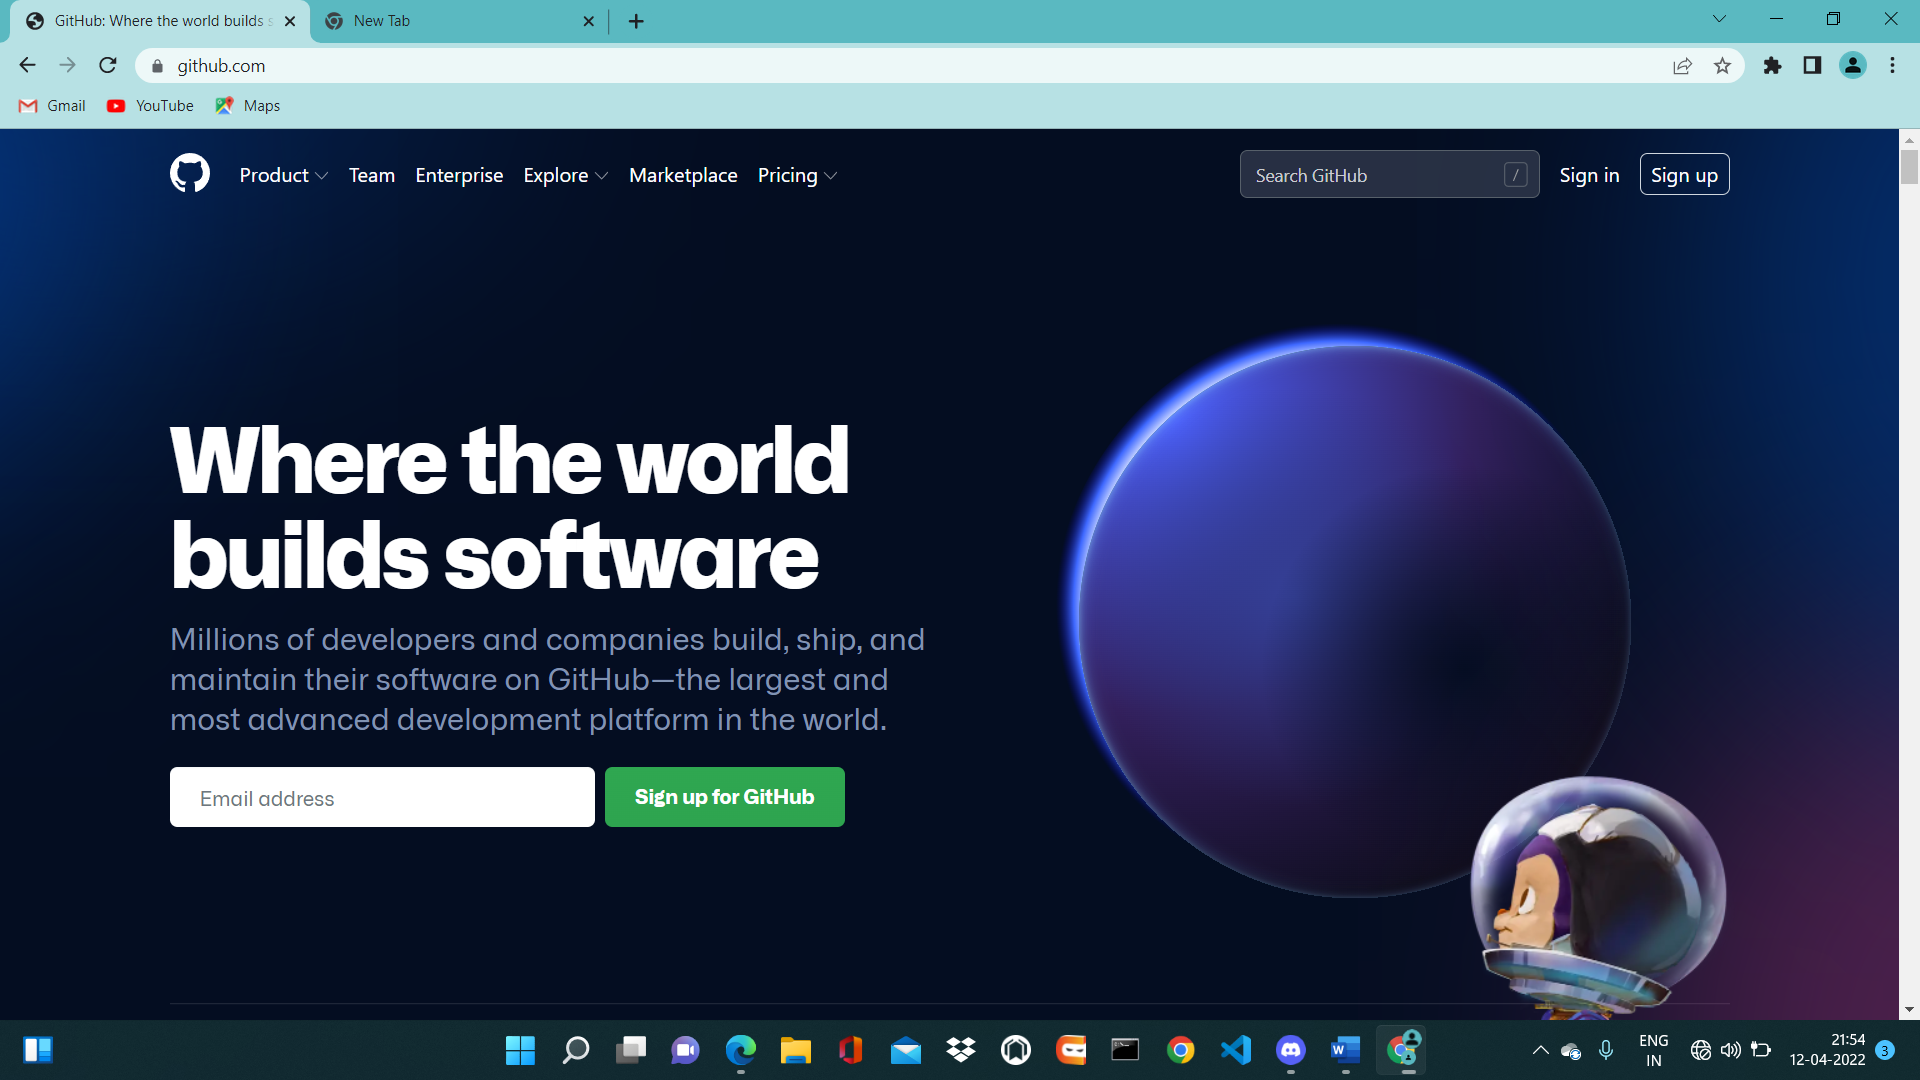 GitHub: Where the world builds s
New Tab
github.com
Gmail
YouTube
Maps
Product
Team
Enterprise
Explore
Marketplace
Pricing
Search GitHub
/
Sign in
Sign up
Where the world
builds software
Millions of developers and companies build, ship, and
maintain their software on GitHub—the largest and
most advanced development platform in the world.
Email address
Sign up for GitHub
ENG
IN
21:54
12-04-2022
3